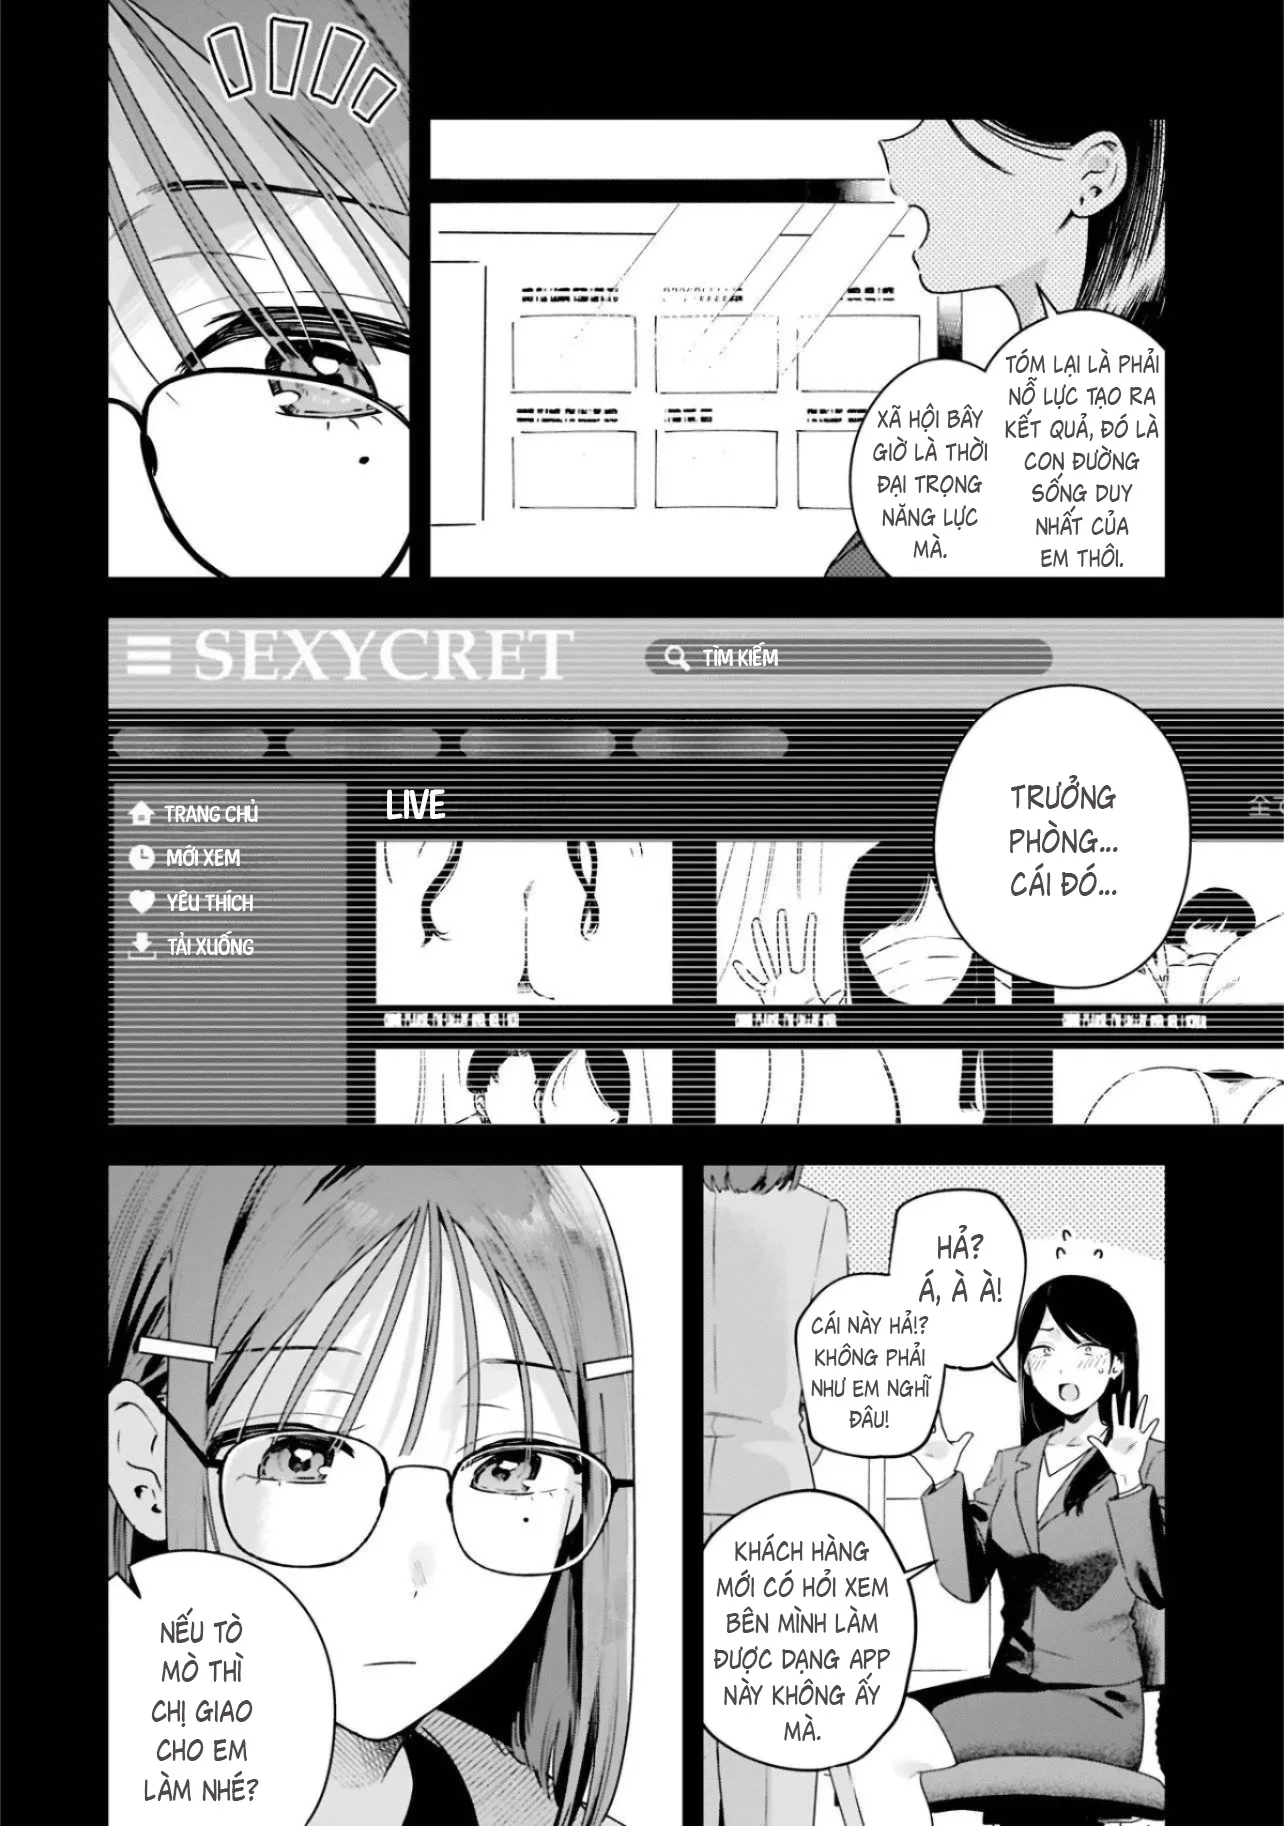 TÓM LẠI LÀ PHẢI
NỖ LỰC TẠO RA
KẾT QUẢ, ĐÓ LÀ
CON ĐƯỜNG
SỐNG DUY
NHẤT CỦA
EM THÔI.
XÃ HỘI BÂY
GIỜ LÀ THỜI
ĐẠI TRỌNG
NĂNG LỰC
MÀ.
SEXYCRET
TÌM KIẾM
TRANG CHỦ
MỚI XEM
YÊU THÍCH
TẢI XUỐNG
LIVE
TRƯỞNG
PHÒNG...
CÁI ĐÓ...
HẢ?
Á, À À!
CÁI NÀY HẢ!?
KHÔNG PHẢI
NHƯ EM NGHĨ
ĐÂU!
KHÁCH HÀNG
MỚI CÓ HỎI XEM
BÊN MÌNH LÀM
ĐƯỢC DẠNG APP
NÀY KHÔNG ẤY
MÀ.
NẾU TÒ
MÒ THÌ
CHỊ GIAO
CHO EM
LÀM NHÉ?